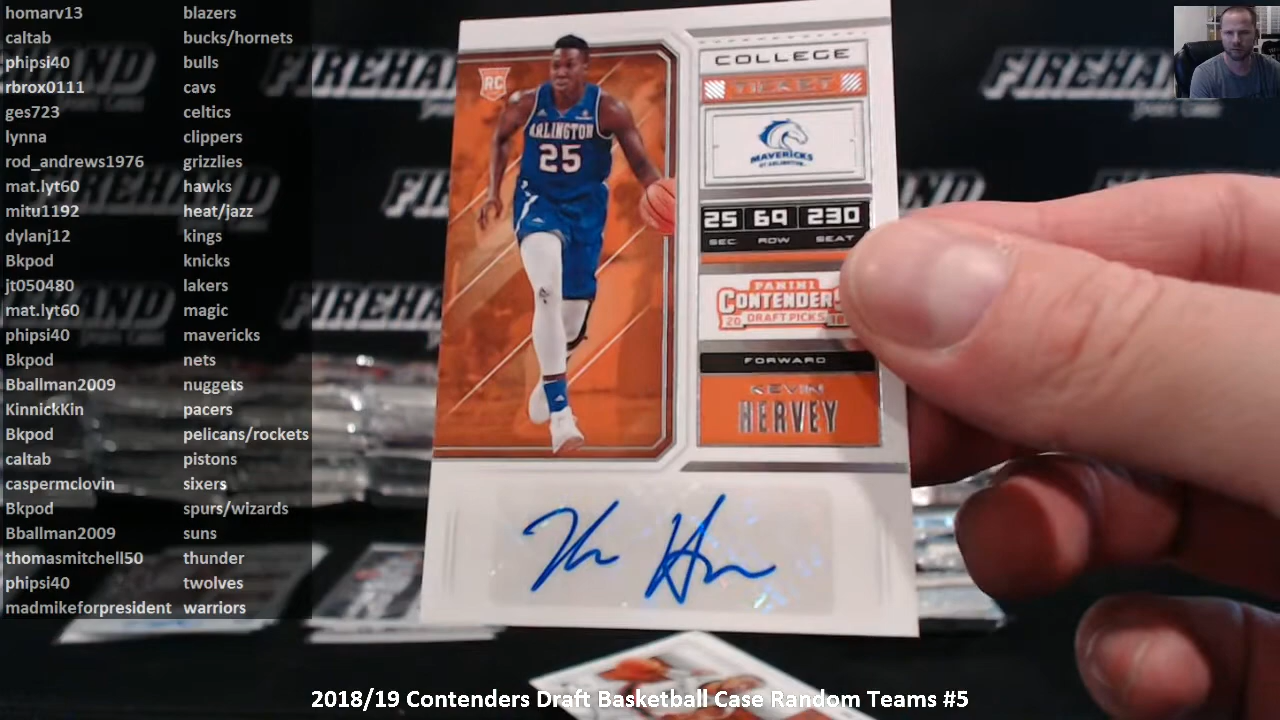 homarv13 blazers
caltab bucks/hornets
phipsi40 bulls
rbrox0111 cavs
ges723 celtics
lynna clippers
rod_andrews1976 grizzlies
mat.lyt60 hawks
mitu1192 heat/jazz
dylanj12 kings
Bkpod knicks
jt050480 lakers
mat.lyt60 magic
phipsi40 mavericks
Bkpod nets
Bballman2009 nuggets
KinnickKin pacers
Bkpod pelicans/rockets
caltab pistons
caspermclovin sixers
Bkpod spurs/wizards
Bballman2009 suns
thomasmitchell50 thunder
phipsi40 twolves
madmikeforpresident warriors
FIREHAND
FIREHAND
FIREHAND
RC
ARLINGTON
25
COLLEGE
TICKET
MAVERICKS
25 69 230
SEC ROW SEAT
PANINI
CONTENDERS
DRAFT PICKS
FORWARD
KEVIN
HERVEY
2018/19 Contenders Draft Basketball Case Random Teams #5